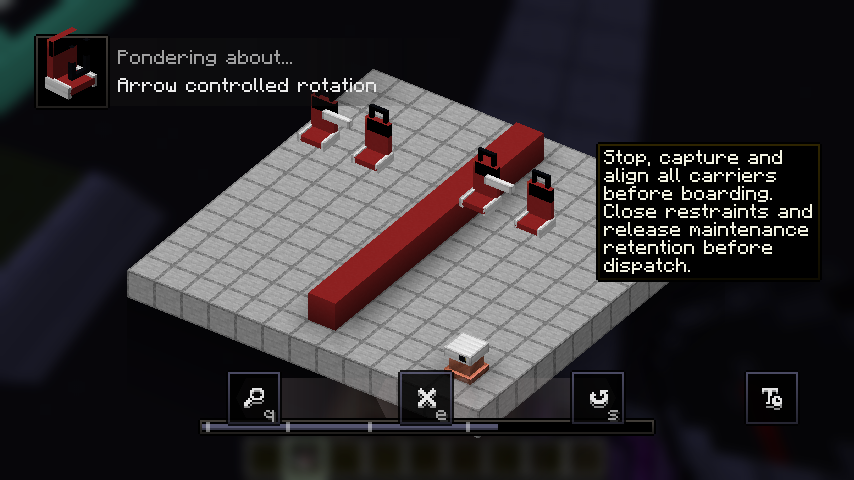 Pondering about...
Arrow controlled rotation
Stop, capture and
align all carriers
before boarding.
Close restraints and
release maintenance
retention before
dispatch.
q
e
s
T